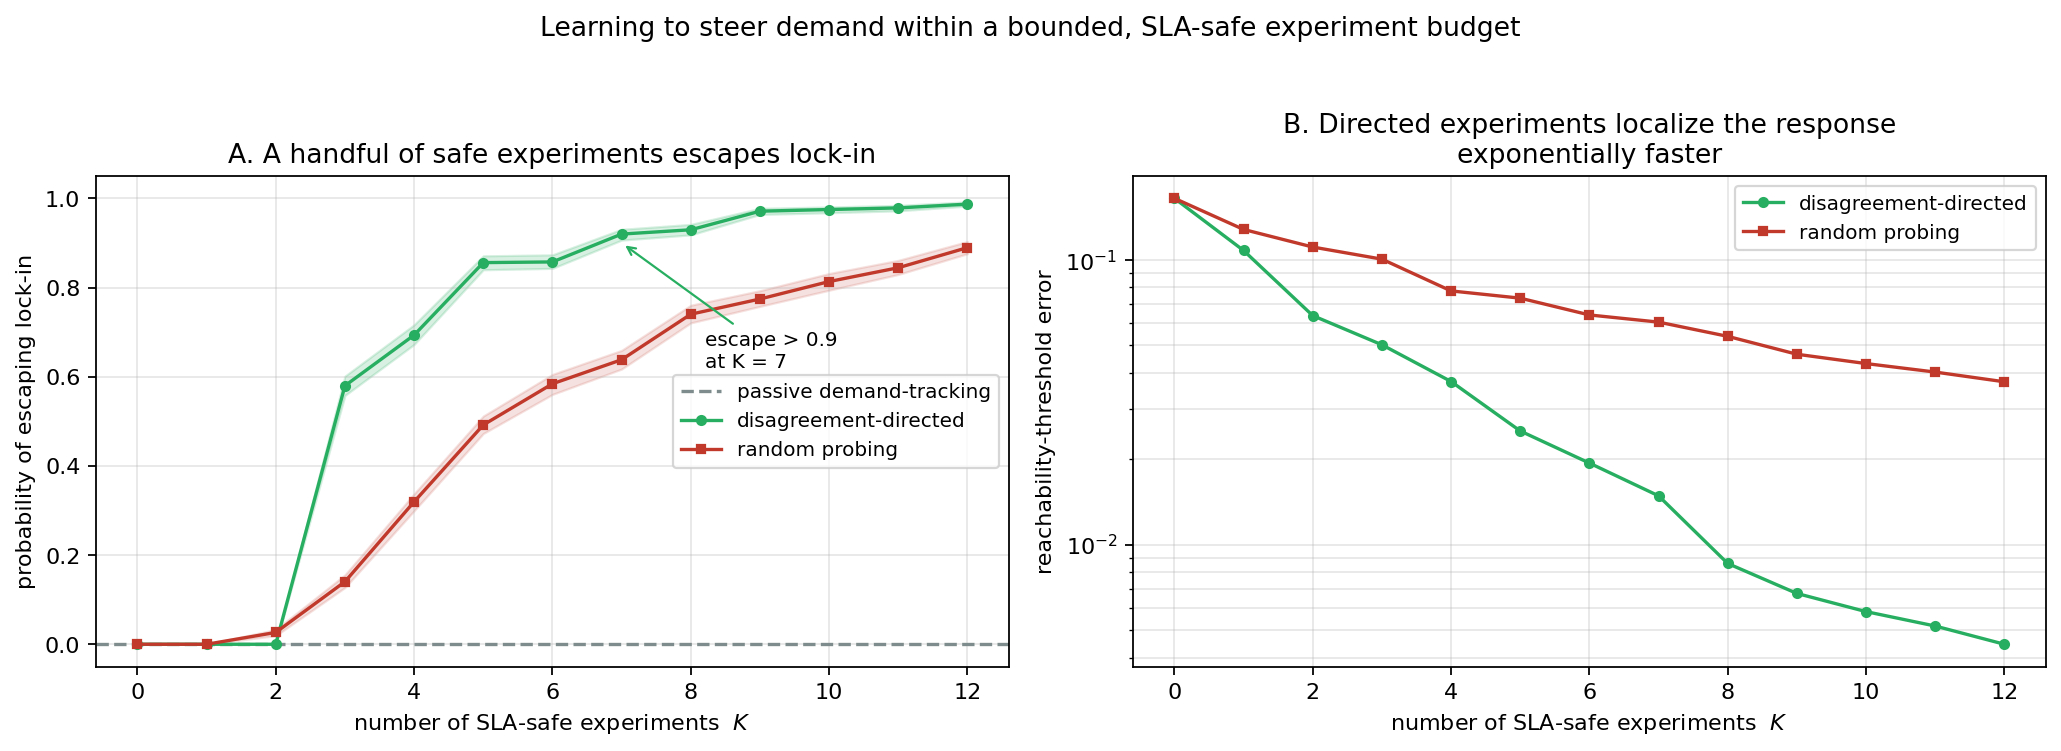 Learning to steer demand within a bounded, SLA-safe experiment budget
A. A handful of safe experiments escapes lock-in
probability of escaping lock-in
1.0
0.8
0.6
0.4
0.2
0.0
escape > 0.9
at K = 7
passive demand-tracking
disagreement-directed
random probing
0 2 4 6 8 10 12
number of SLA-safe experiments K
B. Directed experiments localize the response
exponentially faster
reachability-threshold error
10⁻¹
10⁻²
disagreement-directed
random probing
0 2 4 6 8 10 12
number of SLA-safe experiments K